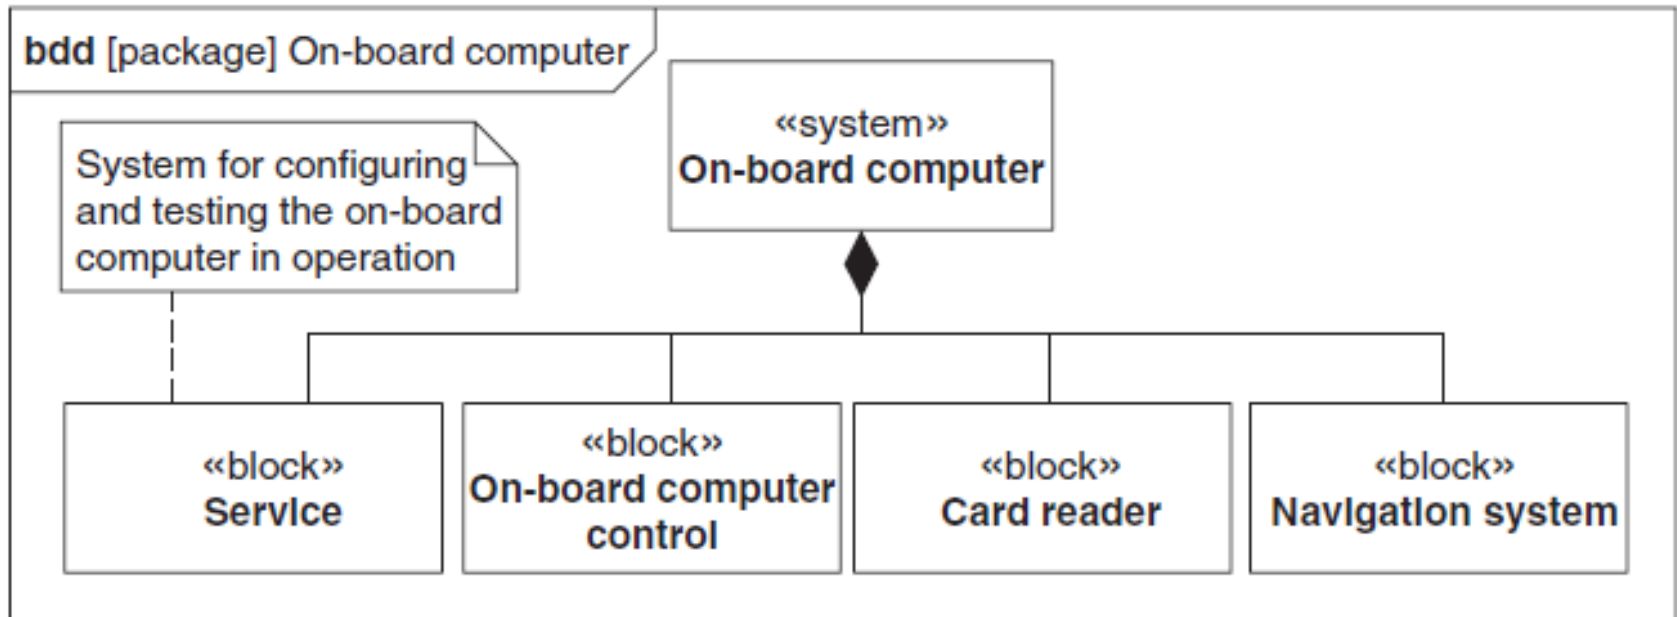 bdd [package] On-board computer
System for configuring
and testing the on-board
computer in operation
«system»
On-board computer
«block»
Service
«block»
On-board computer
control
«block»
Card reader
«block»
Navigation system